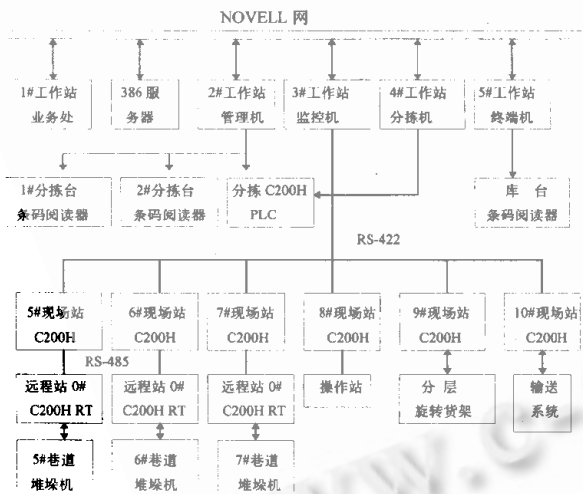 NOVELL 网
1#工作站 386 服 2#工作站 3#工作站 4#工作站 5#工作站
业务处 务器 管理机 监控机 分拣机 终端机
1#分拣台 2#分拣台 分拣 C200H 库 台
条码阅读器 条码阅读器 PLC 条码阅读器
RS-422
5#现场站 6#现场站 7#现场站 8#现场站 9#现场站 10#现场站
C200H C200H C200H C200H C200H C200H
RS-485
远程站 0# 远程站 0# 远程站 0# 操作站 分 层 输送
C200H RT C200H RT C200H RT 旋转货架 系统
5#巷道 6#巷道 7#巷道
堆垛机 堆垛机 堆垛机
www.c